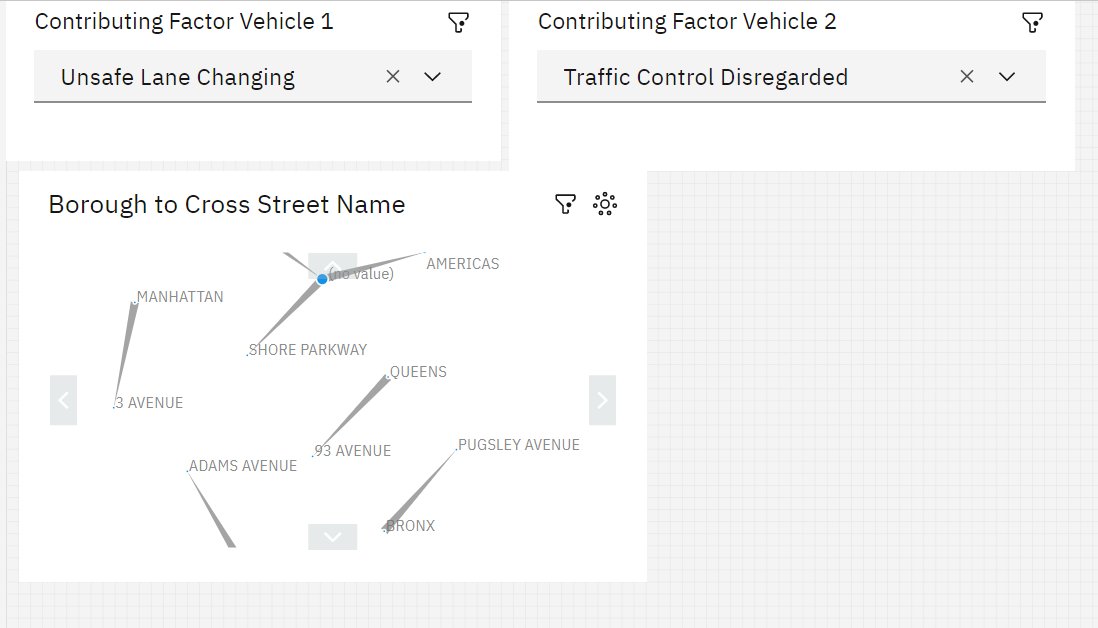 Contributing Factor Vehicle 1
Contributing Factor Vehicle 2
Unsafe Lane Changing
Traffic Control Disregarded
Borough to Cross Street Name
AMERICAS
(no value)
MANHATTAN
SHORE PARKWAY
QUEENS
3 AVENUE
PUGSLEY AVENUE
93 AVENUE
ADAMS AVENUE
BRONX